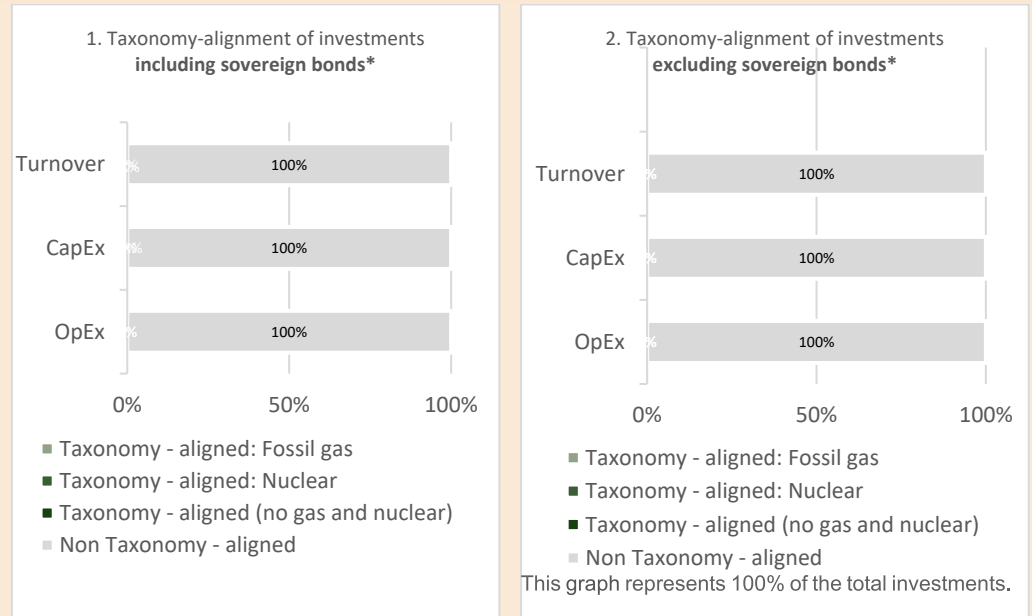 1. Taxonomy-alignment of investments
including sovereign bonds*
Turnover
100%
CapEx
100%
OpEx
100%
0% 50% 100%
Taxonomy - aligned: Fossil gas
Taxonomy - aligned: Nuclear
Taxonomy - aligned (no gas and nuclear)
Non Taxonomy - aligned
2. Taxonomy-alignment of investments
excluding sovereign bonds*
Turnover
100%
CapEx
100%
OpEx
100%
0% 50% 100%
Taxonomy - aligned: Fossil gas
Taxonomy - aligned: Nuclear
Taxonomy - aligned (no gas and nuclear)
Non Taxonomy - aligned
This graph represents 100% of the total investments.